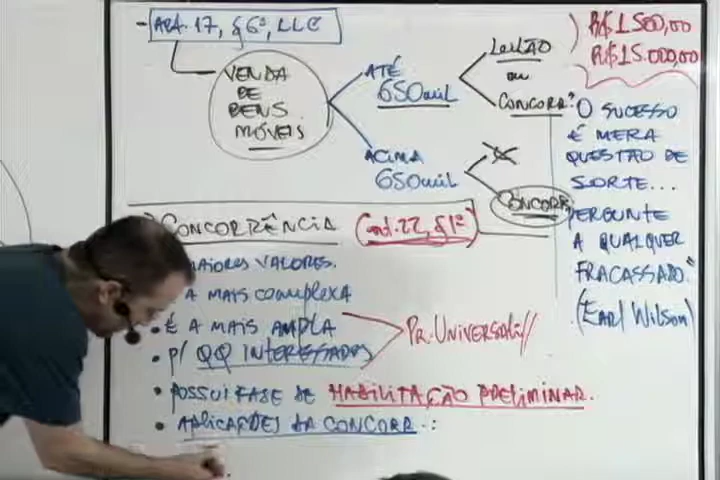 - ART. 17, § 6º, LLC
VENDA
DE
BENS
MÓVEIS
ATÉ
650mil
LEILÃO
ou
CONCORR?
ACIMA
650mil
CONCORR
R$1.500,00
R$15.000,00
"O SUCESSO
É MERA
QUESTÃO DE
SORTE...
PERGUNTE
A QUALQUER
FRACASSADO."
(Earl Wilson)
CONCORRÊNCIA (art. 22, § 1º)
MAIORES VALORES.
A MAIS COMPLEXA
• É A MAIS AMPLA
• P/ QQ INTERESSADOS
PR. UNIVERSALI//
• POSSUI FASE DE HABILITAÇÃO PRELIMINAR.
• APLICAÇÕES DA CONCORR.: